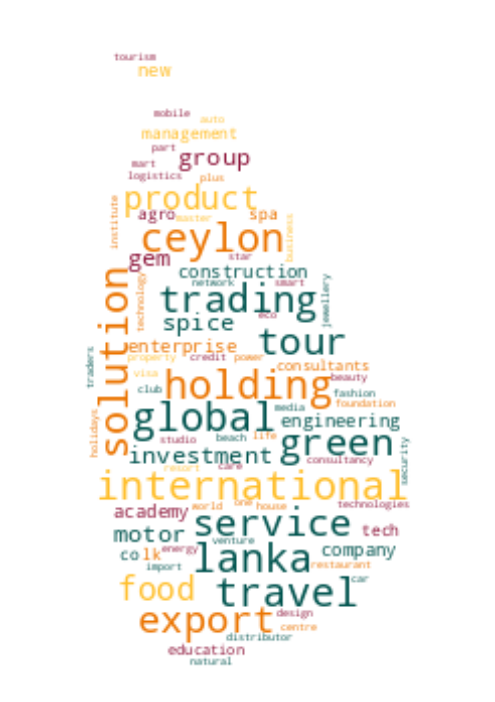 tourism
new
mobile
auto
management
part
group
mart
logistics
plus
product
institute
agro
master
spa
business
ceylon
gem
star
construction
network
smart
technology
jewellery
solution
trading
eco
spice
tour
enterprise
traders
property
credit
power
consultants
visa
beauty
holding
club
fashion
media
foundation
global
holidays
engineering
studio
beach
life
green
security
investment
care
consultancy
resort
international
world
one
house
technologies
academy
service
tech
motor
venture
co
lk
energy
lanka
company
import
restaurant
car
food
travel
export
design
centre
distributor
education
natural